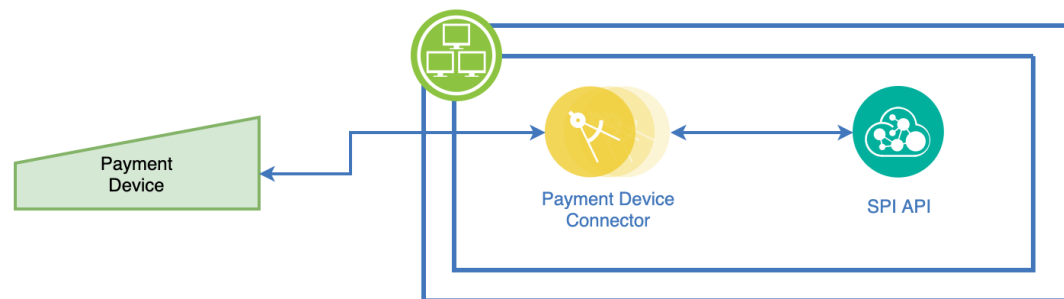 Payment
Device
Payment Device
Connector
SPI API